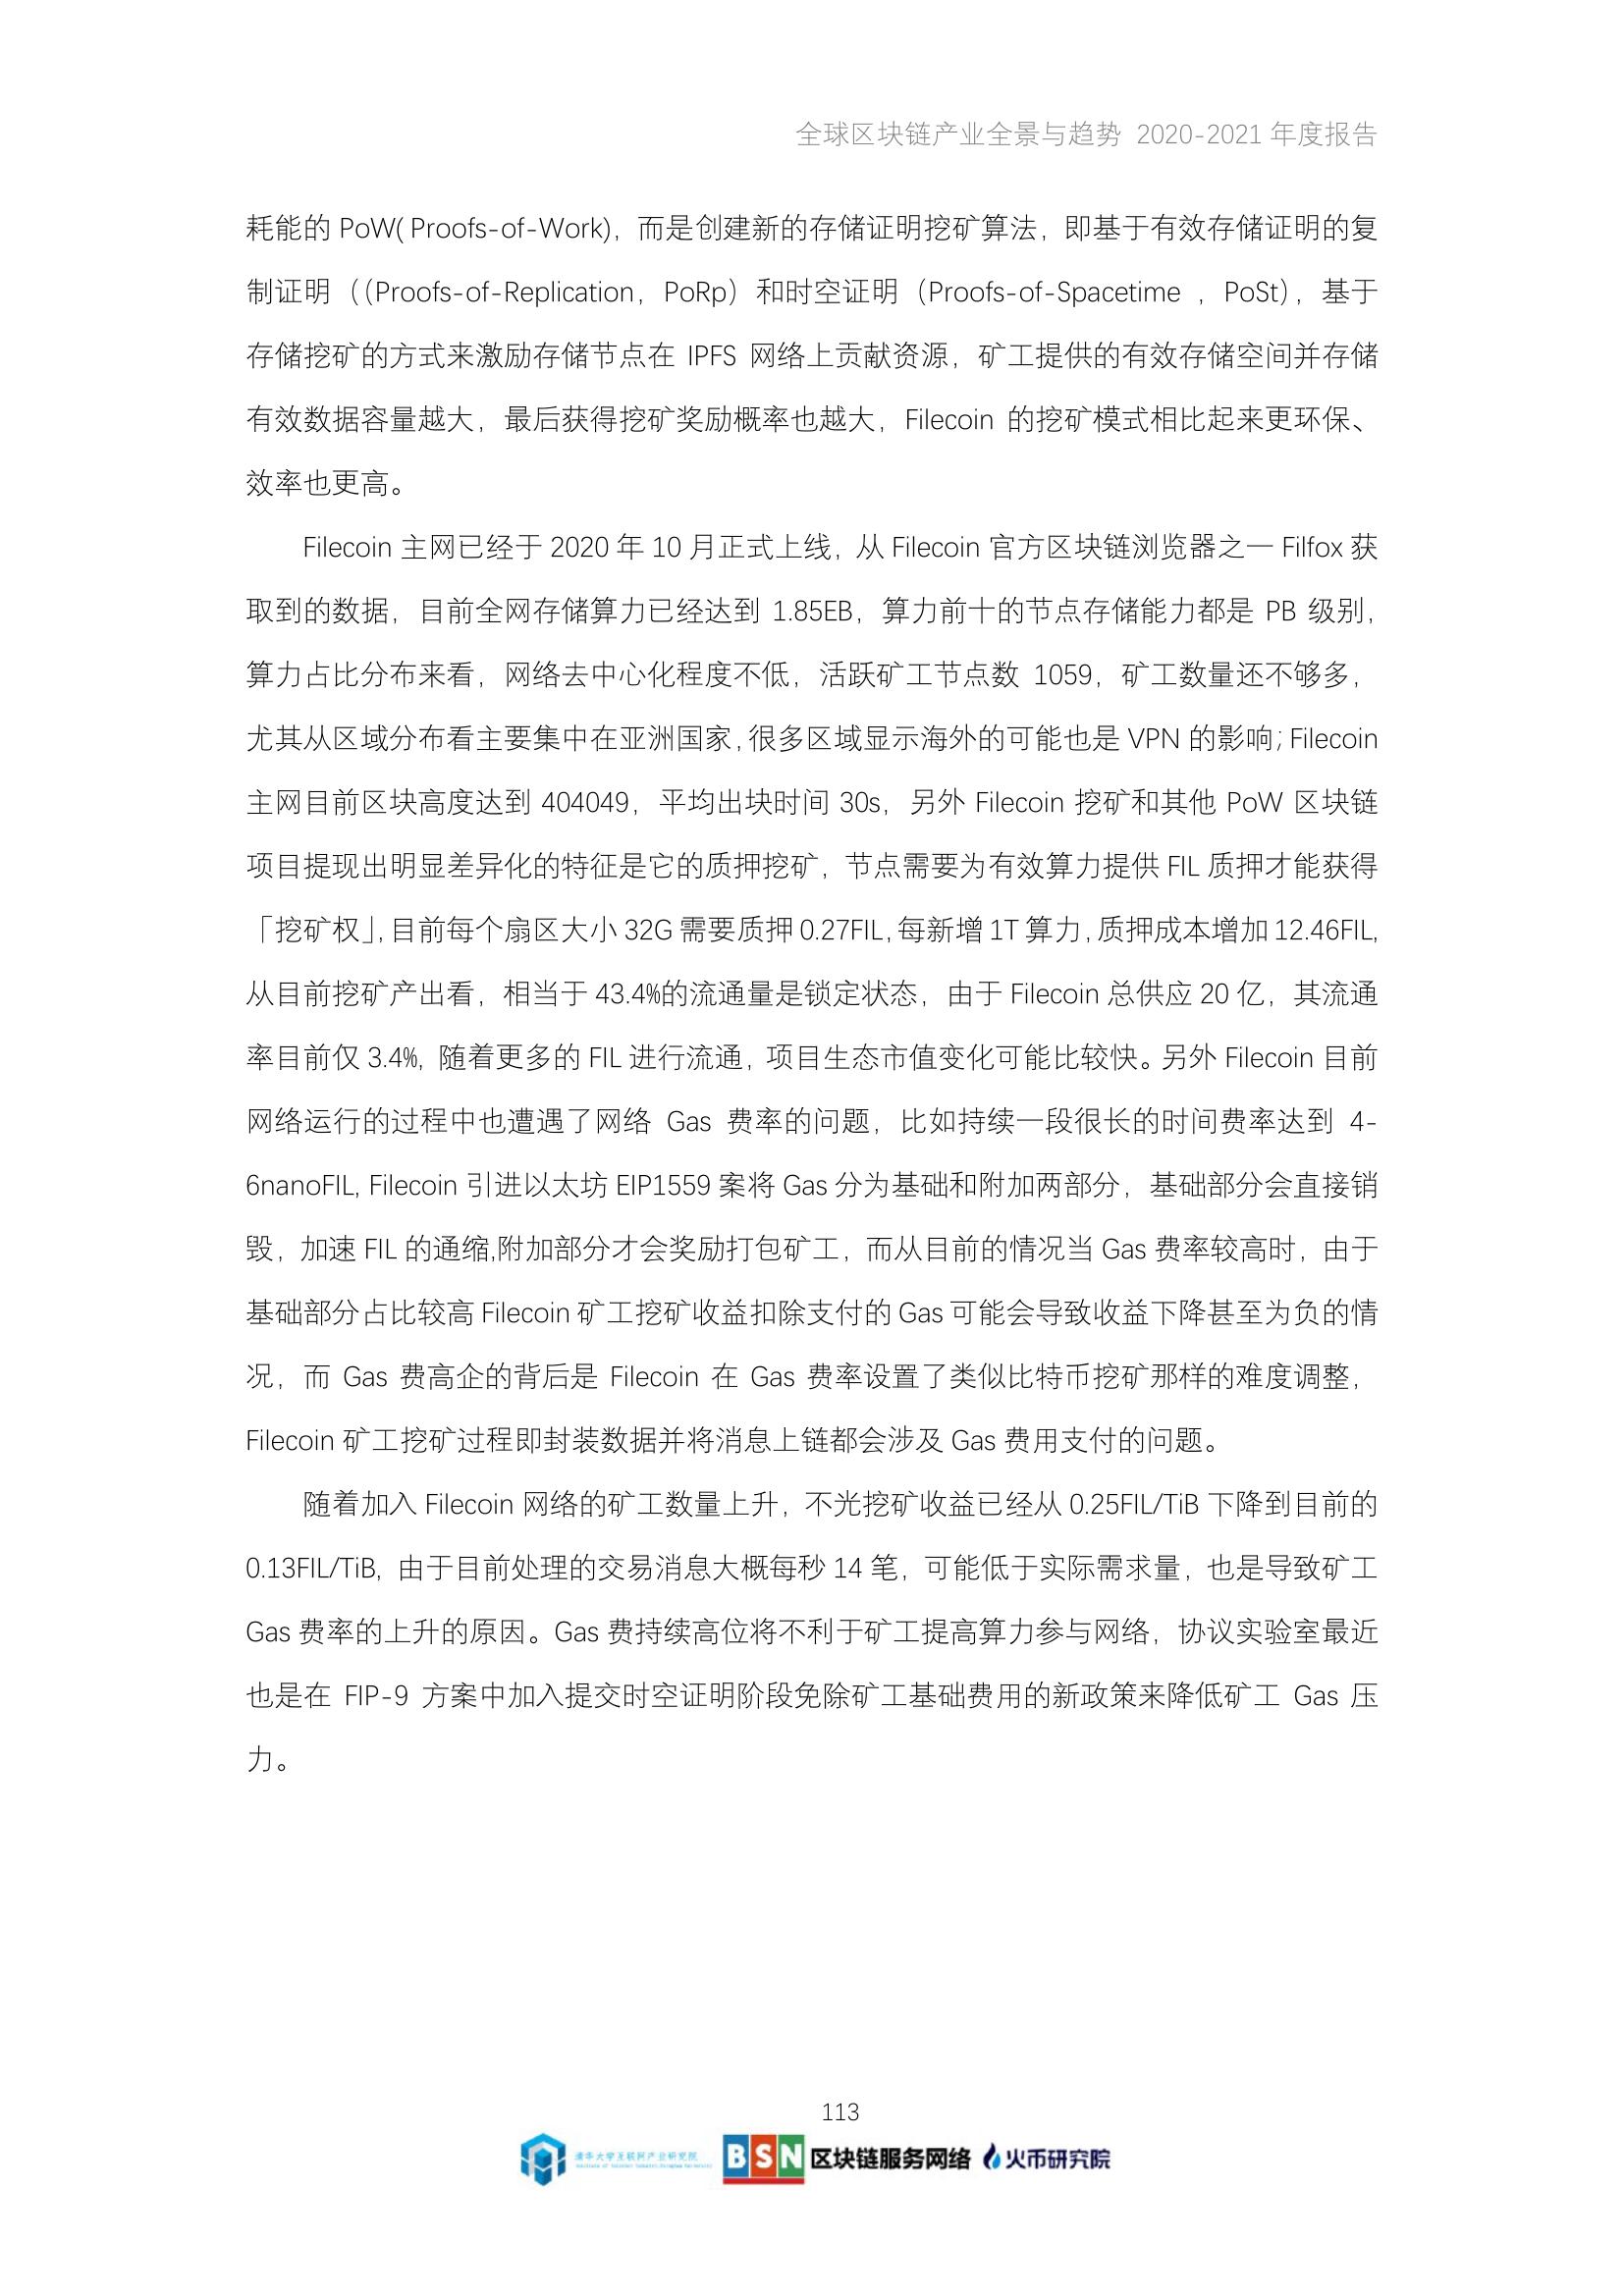 全球区块链产业全景与趋势 2020-2021 年度报告
耗能的 PoW( Proofs-of-Work)，而是创建新的存储证明挖矿算法，即基于有效存储证明的复
制证明（（Proofs-of-Replication，PoRp）和时空证明（Proofs-of-Spacetime ，PoSt），基于
存储挖矿的方式来激励存储节点在 IPFS 网络上贡献资源，矿工提供的有效存储空间并存储
有效数据容量越大，最后获得挖矿奖励概率也越大，Filecoin 的挖矿模式相比起来更环保、
效率也更高。
Filecoin 主网已经于 2020 年 10 月正式上线，从 Filecoin 官方区块链浏览器之一 Filfox 获
取到的数据，目前全网存储算力已经达到 1.85EB，算力前十的节点存储能力都是 PB 级别，
算力占比分布来看，网络去中心化程度不低，活跃矿工节点数 1059，矿工数量还不够多，
尤其从区域分布看主要集中在亚洲国家，很多区域显示海外的可能也是 VPN 的影响；Filecoin
主网目前区块高度达到 404049，平均出块时间 30s，另外 Filecoin 挖矿和其他 PoW 区块链
项目提现出明显差异化的特征是它的质押挖矿，节点需要为有效算力提供 FIL 质押才能获得
「挖矿权」，目前每个扇区大小 32G 需要质押 0.27FIL，每新增 1T 算力，质押成本增加 12.46FIL,
从目前挖矿产出看，相当于 43.4%的流通量是锁定状态，由于 Filecoin 总供应 20 亿，其流通
率目前仅 3.4%, 随着更多的 FIL 进行流通，项目生态市值变化可能比较快。另外 Filecoin 目前
网络运行的过程中也遭遇了网络 Gas 费率的问题，比如持续一段很长的时间费率达到 4-
6nanoFIL, Filecoin 引进以太坊 EIP1559 案将 Gas 分为基础和附加两部分，基础部分会直接销
毁，加速 FIL 的通缩,附加部分才会奖励打包矿工，而从目前的情况当 Gas 费率较高时，由于
基础部分占比较高 Filecoin 矿工挖矿收益扣除支付的 Gas 可能会导致收益下降甚至为负的情
况，而 Gas 费高企的背后是 Filecoin 在 Gas 费率设置了类似比特币挖矿那样的难度调整，
Filecoin 矿工挖矿过程即封装数据并将消息上链都会涉及 Gas 费用支付的问题。
随着加入 Filecoin 网络的矿工数量上升，不光挖矿收益已经从 0.25FIL/TiB 下降到目前的
0.13FIL/TiB, 由于目前处理的交易消息大概每秒 14 笔，可能低于实际需求量，也是导致矿工
Gas 费率的上升的原因。Gas 费持续高位将不利于矿工提高算力参与网络，协议实验室最近
也是在 FIP-9 方案中加入提交时空证明阶段免除矿工基础费用的新政策来降低矿工 Gas 压
力。
113
清华大学互联网产业研究院 BSN 区块链服务网络 火币研究院